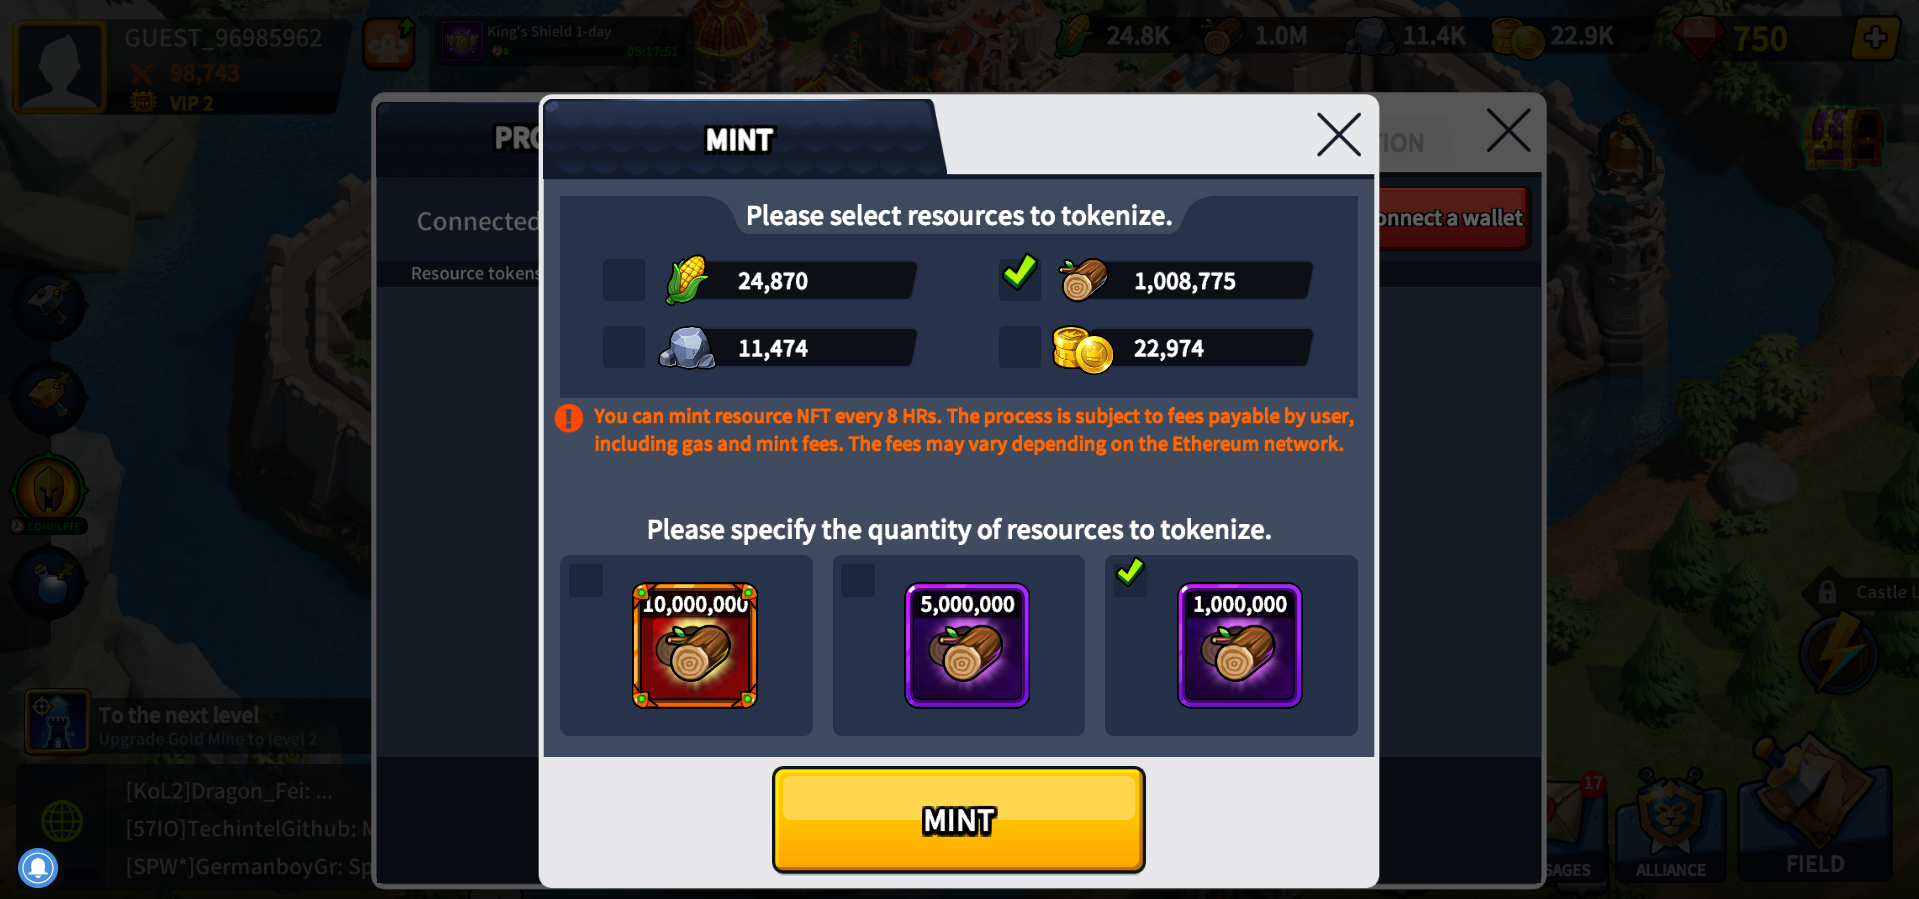 GUEST_96985962
98,743
VIP 2
King's Shield 1-day
05:17:51
24.8K
1.0M
11.4K
22.9K
750
MINT
Connected
Resource tokens
onnect a wallet
Please select resources to tokenize.
24,870
1,008,775
11,474
22,974
You can mint resource NFT every 8 HRs. The process is subject to fees payable by user,
including gas and mint fees. The fees may vary depending on the Ethereum network.
Please specify the quantity of resources to tokenize.
10,000,000
5,000,000
1,000,000
MINT
COMPLETE
To the next level
Upgrade Gold Mine to level 2
[KoL2]Dragon_Fei: ...
[57IO]TechintelGithub: M
[SPW*]GermanboyGr: Sp
Castle L
17
SAGES
ALLIANCE
FIELD